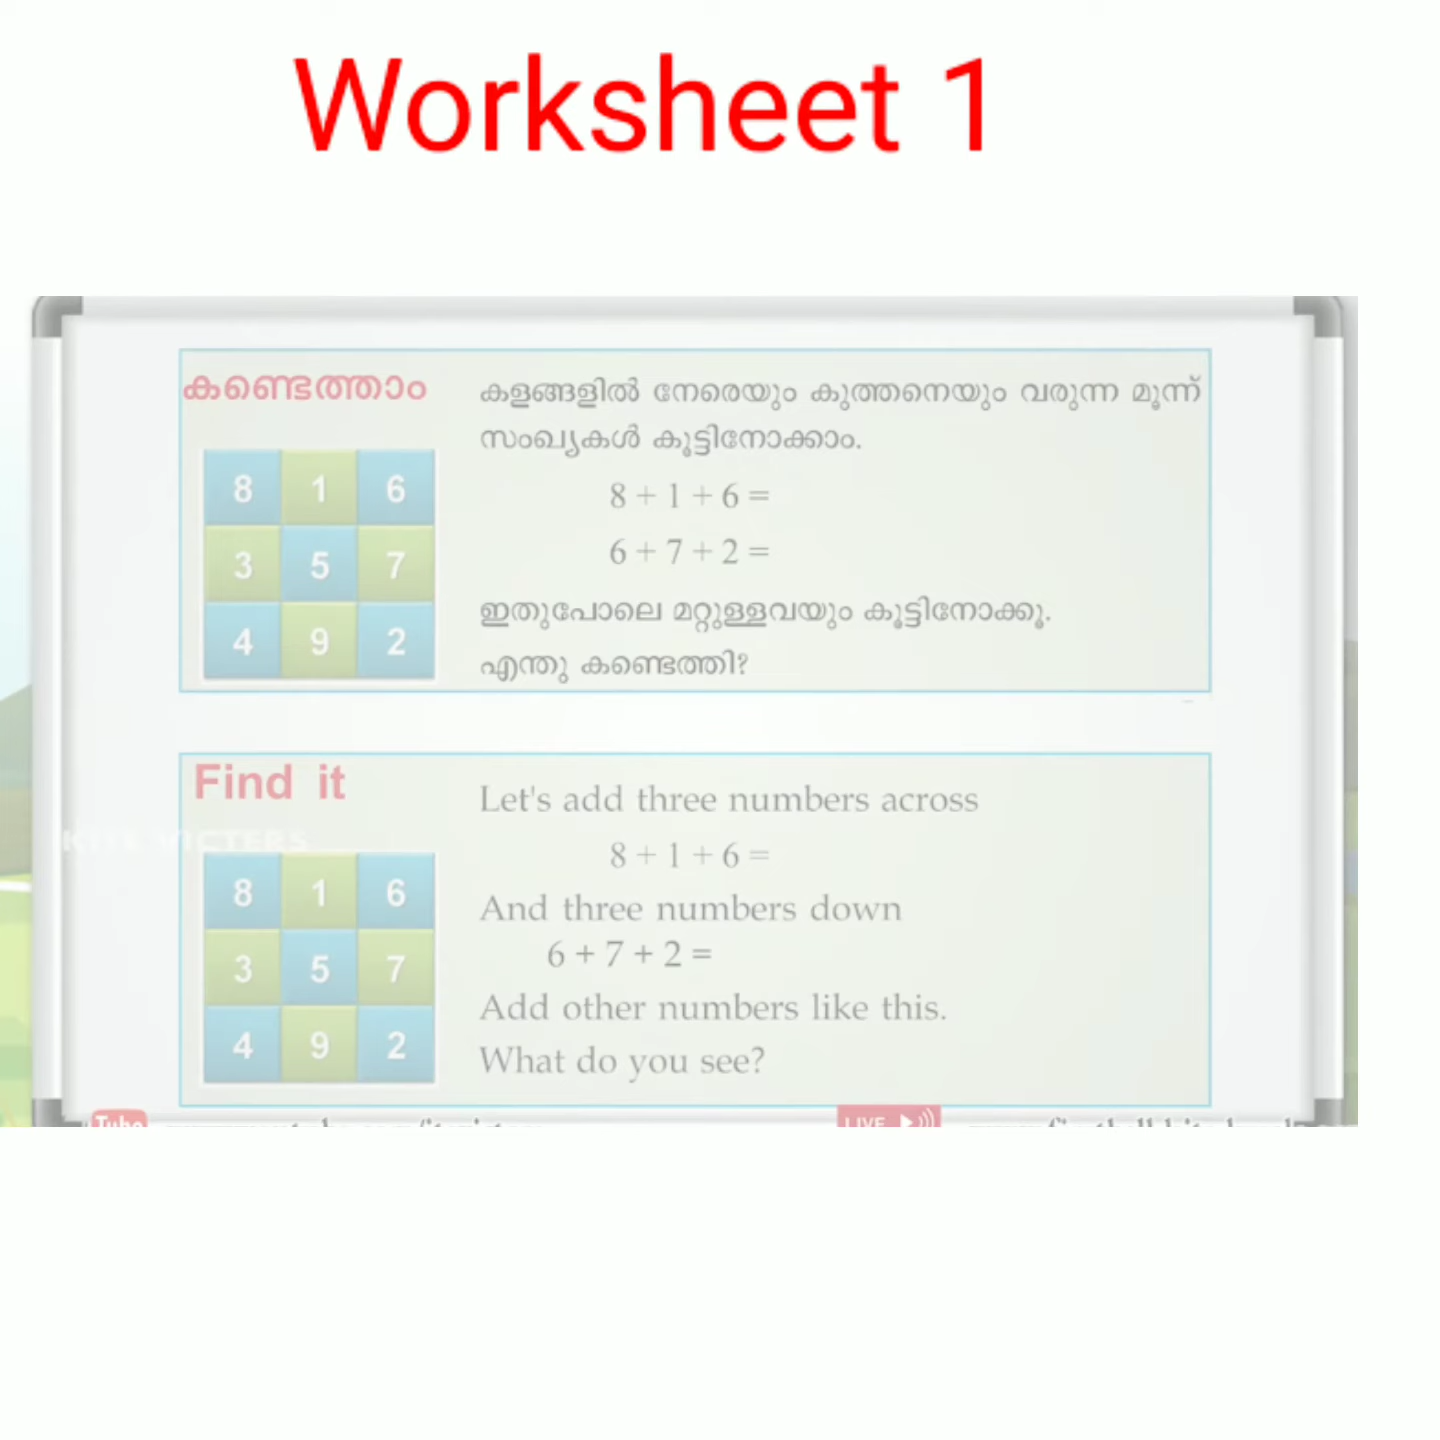 Worksheet 1
കണ്ടെത്താം
കളങ്ങളിൽ നേരെയും കുത്തനെയും വരുന്ന മൂന്ന്
സംഖ്യകൾ കൂട്ടിനോക്കാം.
8 1 6
3 5 7
4 9 2
8 + 1 + 6 =
6 + 7 + 2 =
ഇതുപോലെ മറ്റുള്ളവയും കൂട്ടിനോക്കൂ.
എന്തു കണ്ടെത്തി?
Find it
KITE VICTERS
8 1 6
3 5 7
4 9 2
Let's add three numbers across
8 + 1 + 6 =
And three numbers down
6 + 7 + 2 =
Add other numbers like this.
What do you see?
Tube
LIVE